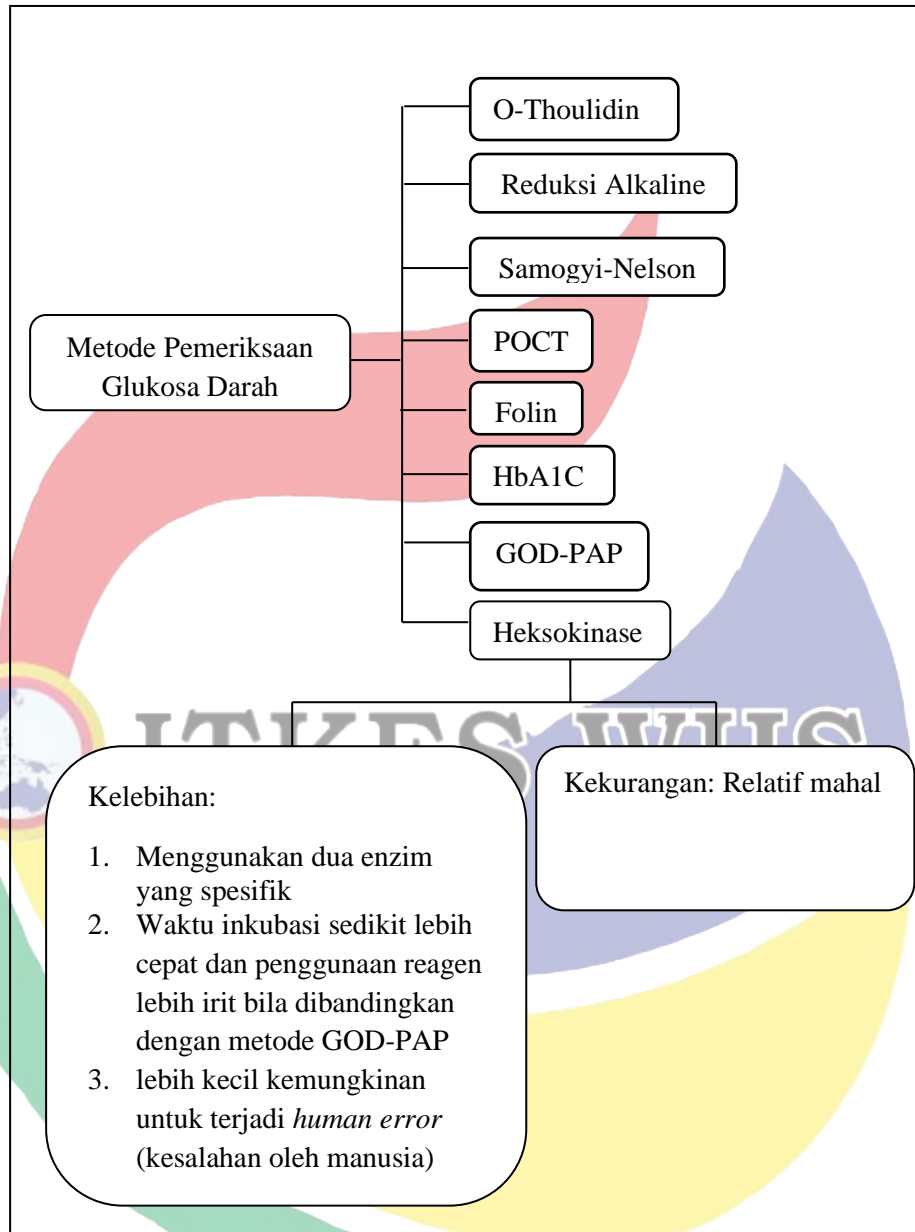 O-Thoulidin
Reduksi Alkaline
Samogyi-Nelson
Metode Pemeriksaan
Glukosa Darah
POCT
Folin
HbA1C
GOD-PAP
Heksokinase
ITKES WHS
Kelebihan:
1. Menggunakan dua enzim
yang spesifik
2. Waktu inkubasi sedikit lebih
cepat dan penggunaan reagen
lebih irit bila dibandingkan
dengan metode GOD-PAP
3. lebih kecil kemungkinan
untuk terjadi human error
(kesalahan oleh manusia)
Kekurangan: Relatif mahal